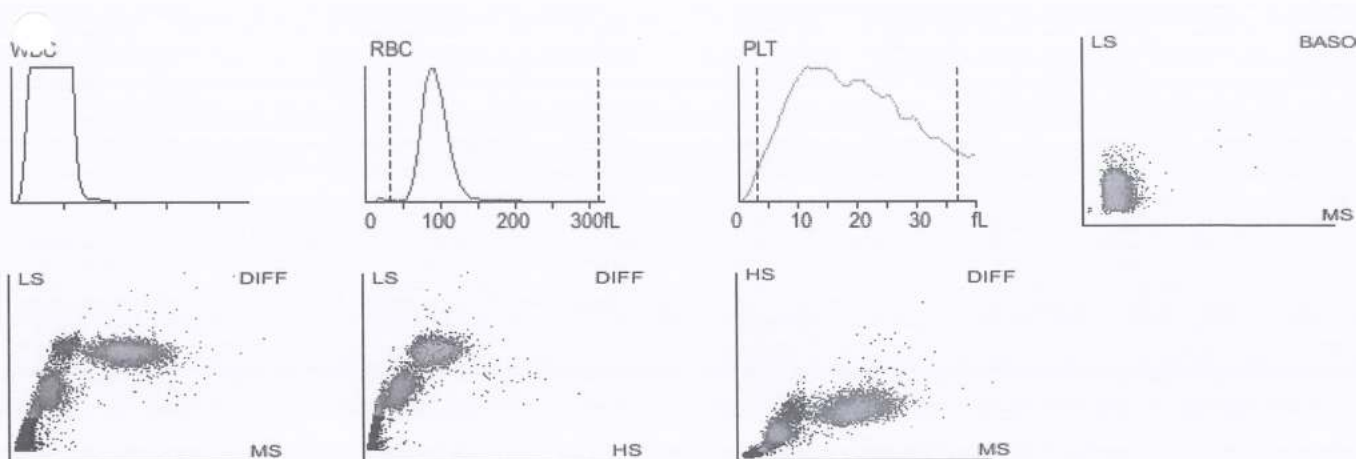 WBC
RBC
0 100 200 300fL
PLT
0 10 20 30 fL
LS BASO
MS
LS DIFF
MS
LS DIFF
HS
HS DIFF
MS